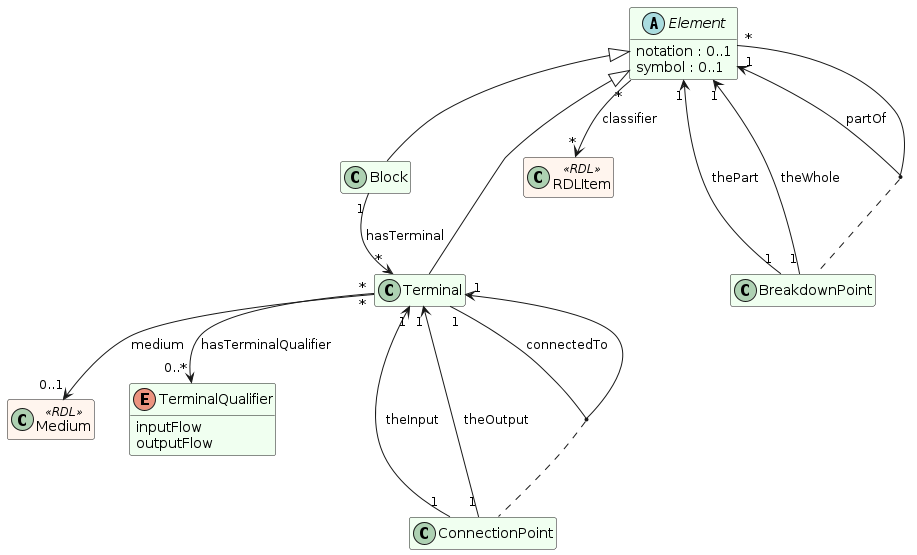 A Element
notation : 0..1
symbol : 0..1
*
1
partOf
*
classifier
*
1
1
thePart
theWhole
C Block
C «RDL»
RDLItem
1
hasTerminal
*
1
1
C BreakdownPoint
C Terminal
*
*
1
medium
hasTerminalQualifier
1
1
1
connectedTo
0..1
0..*
C «RDL»
Medium
E TerminalQualifier
inputFlow
outputFlow
theInput
theOutput
1
1
C ConnectionPoint